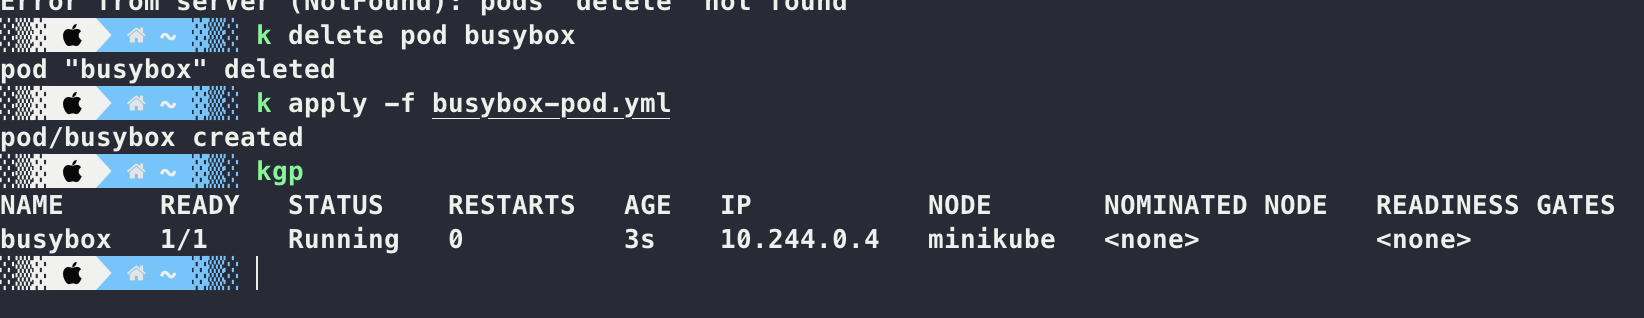 Error from server (NotFound): pods "delete" not found
~ k delete pod busybox
pod "busybox" deleted
~ k apply -f busybox-pod.yml
pod/busybox created
~ kgp
NAME READY STATUS RESTARTS AGE IP NODE NOMINATED NODE READINESS GATES
busybox 1/1 Running 0 3s 10.244.0.4 minikube <none> <none>
~